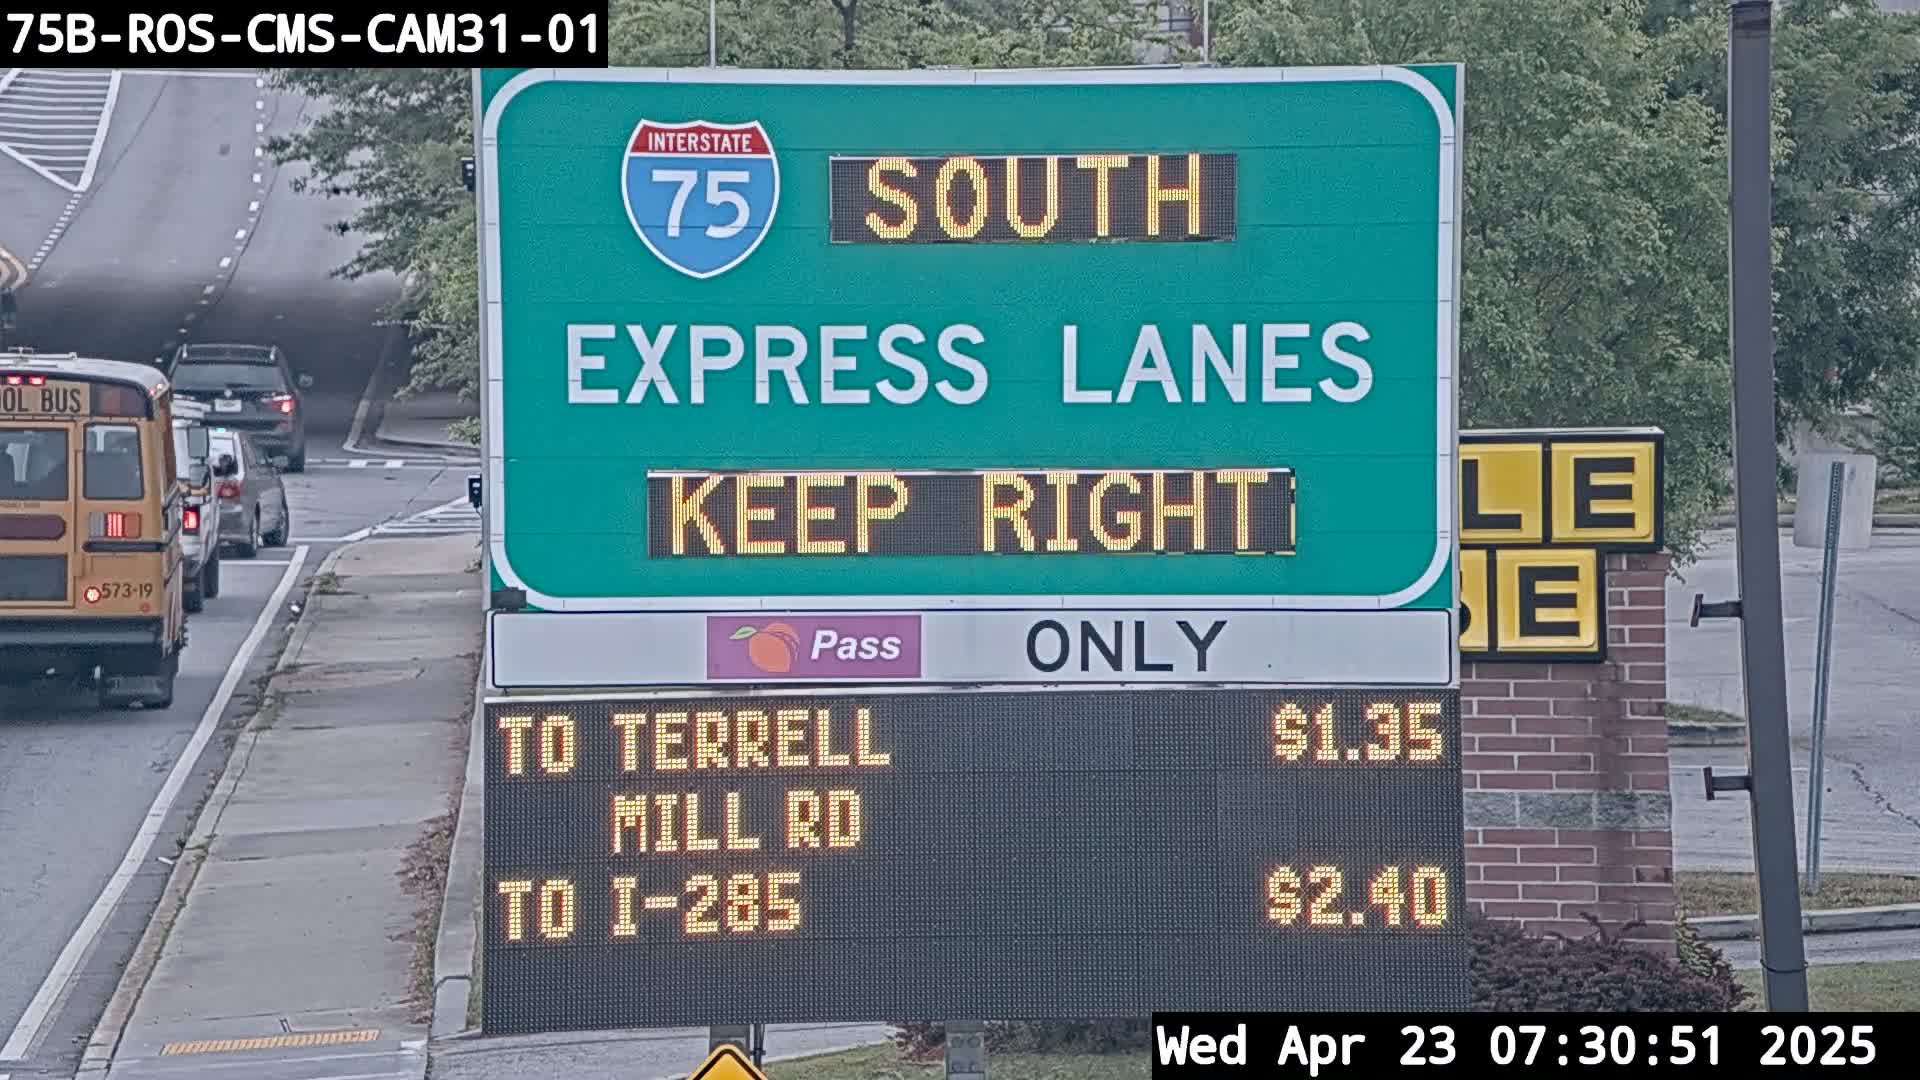 75B-ROS-CMS-CAM31-01
INTERSTATE
75
SOUTH
EXPRESS LANES
KEEP RIGHT
Pass ONLY
TO TERRELL $1.35
MILL RD
TO I-285 $2.40
OL BUS
573-19
LE
E
Wed Apr 23 07:30:51 2025